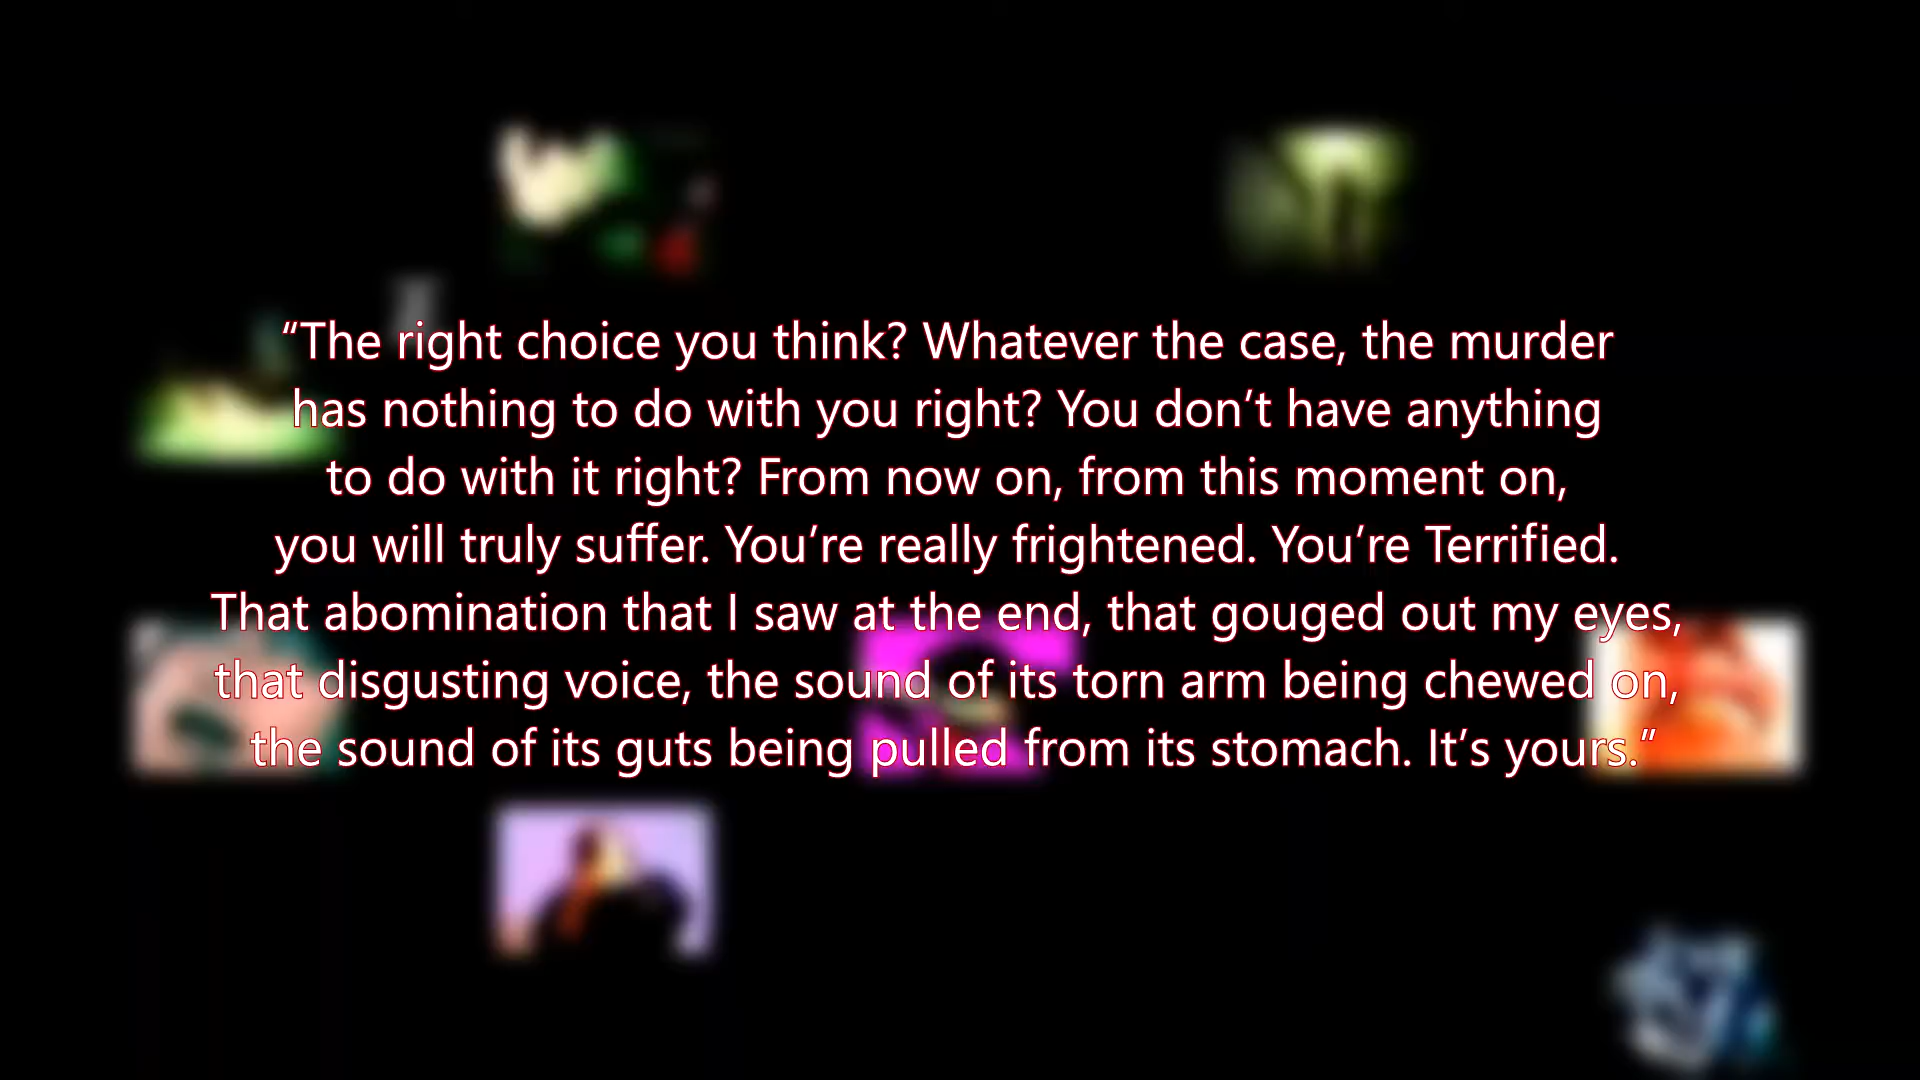 “The right choice you think? Whatever the case, the murder
has nothing to do with you right? You don’t have anything
to do with it right? From now on, from this moment on,
you will truly suffer. You’re really frightened. You’re Terrified.
That abomination that I saw at the end, that gouged out my eyes,
that disgusting voice, the sound of its torn arm being chewed on,
the sound of its guts being pulled from its stomach. It’s yours.”